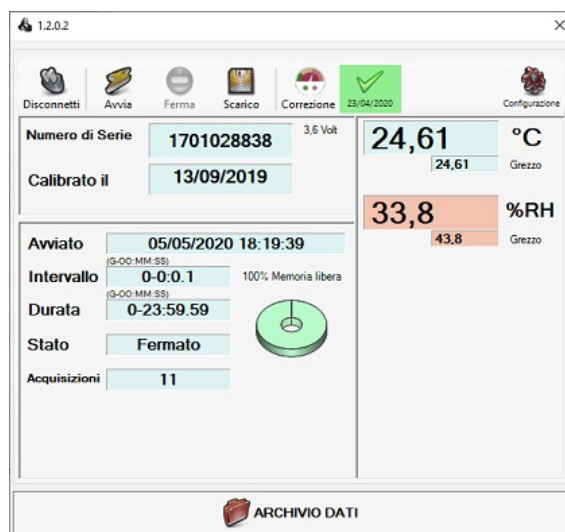 1.2.0.2
Disconnetti Avvia Ferma Scarico Correzione 23/04/2020 Configurazione
Numero di Serie 1701028838 3,6 Volt
Calibrato il 13/09/2019
24,61 °C
24,61 Grezzo
33,8 %RH
43,8 Grezzo
Avviato 05/05/2020 18:19:39
(G-OO:MM:SS)
Intervallo 0-0:0.1 100% Memoria libera
(G-OO:MM:SS)
Durata 0-23:59.59
Stato Fermato
Acquisizioni 11
ARCHIVIO DATI